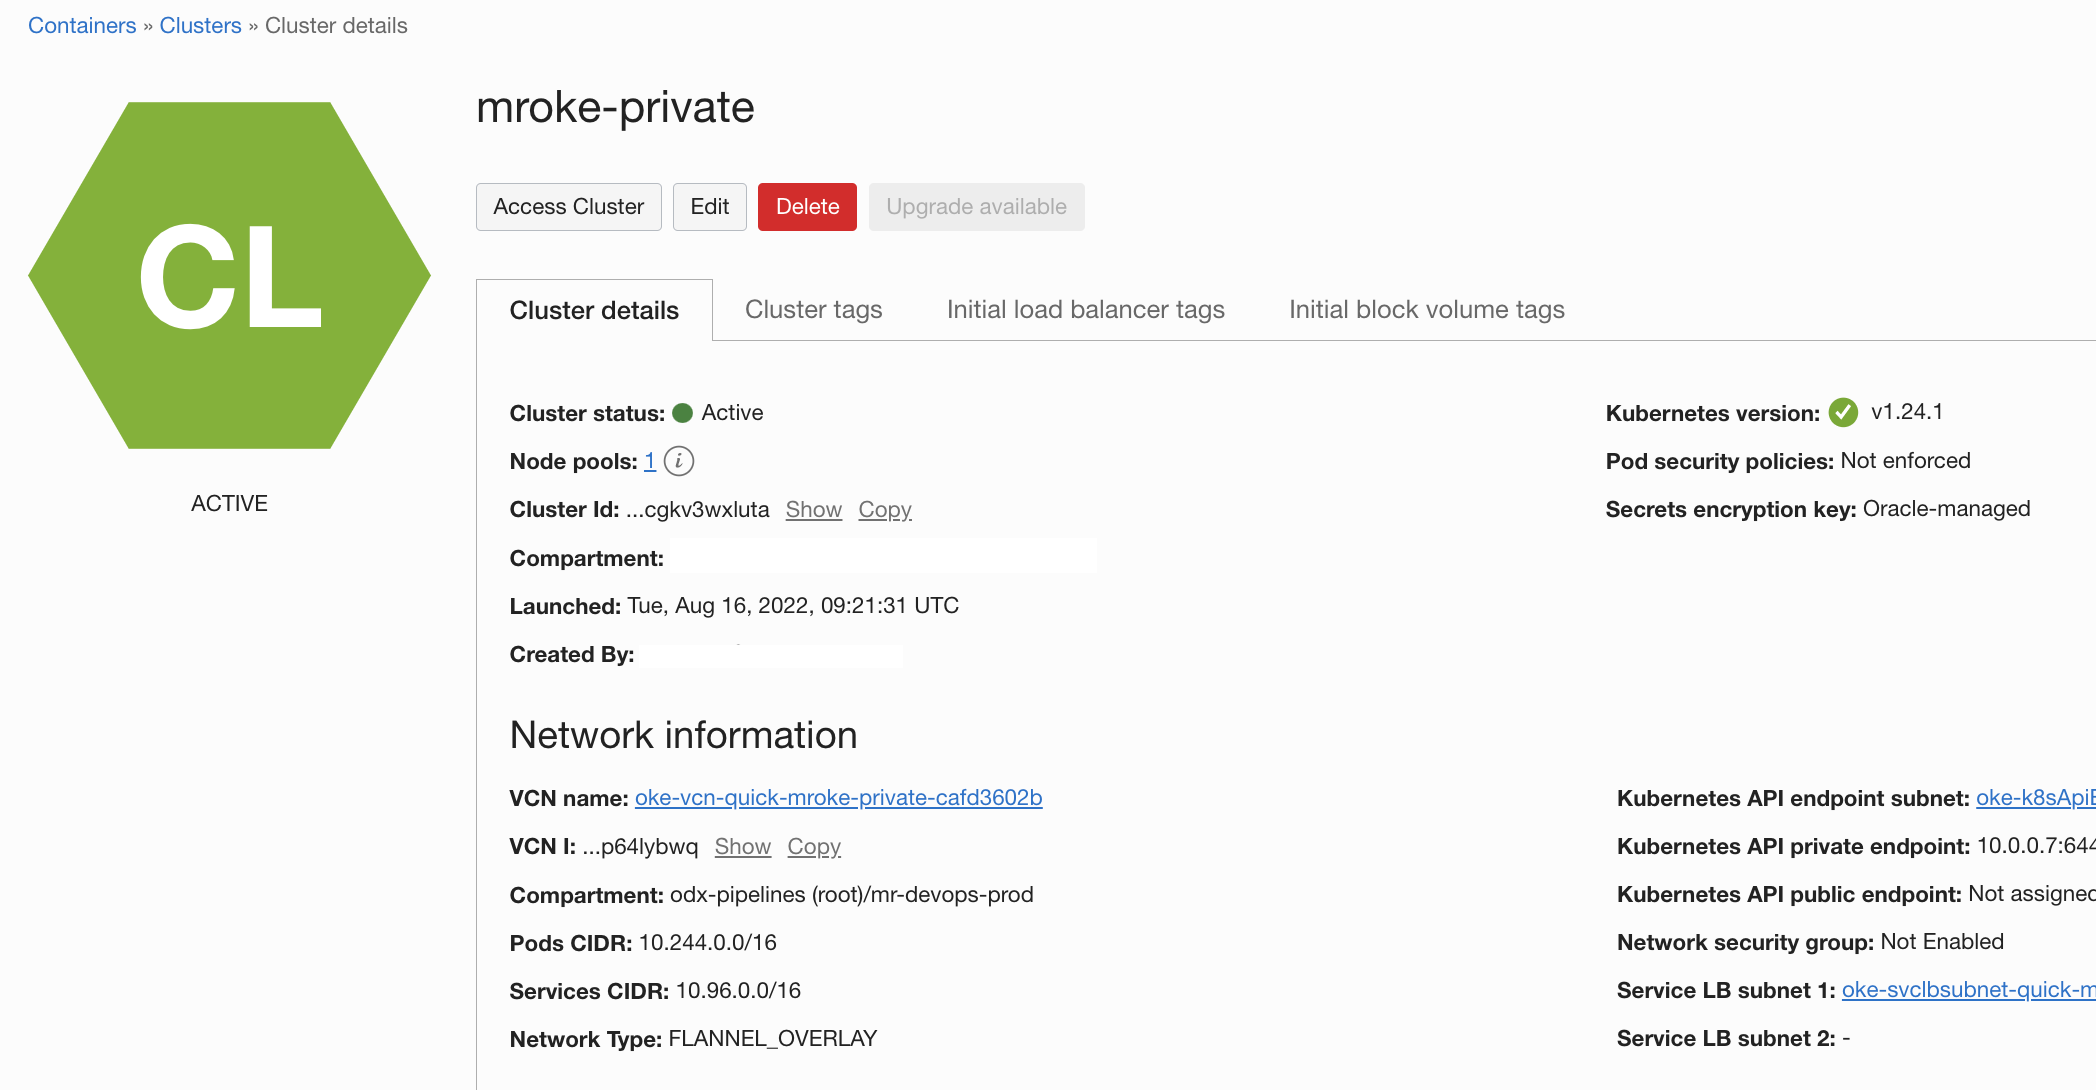 Containers » Clusters » Cluster details
CL
ACTIVE
mroke-private
Access Cluster Edit Delete Upgrade available
Cluster details Cluster tags Initial load balancer tags Initial block volume tags
Cluster status: Active
Node pools: 1 i
Cluster Id: ...cgkv3wxluta Show Copy
Compartment:
Launched: Tue, Aug 16, 2022, 09:21:31 UTC
Created By:
Kubernetes version: v1.24.1
Pod security policies: Not enforced
Secrets encryption key: Oracle-managed
Network information
VCN name: oke-vcn-quick-mroke-private-cafd3602b
VCN I: ...p64lybwq Show Copy
Compartment: odx-pipelines (root)/mr-devops-prod
Pods CIDR: 10.244.0.0/16
Services CIDR: 10.96.0.0/16
Network Type: FLANNEL_OVERLAY
Kubernetes API endpoint subnet: oke-k8sApiE
Kubernetes API private endpoint: 10.0.0.7:644
Kubernetes API public endpoint: Not assigned
Network security group: Not Enabled
Service LB subnet 1: oke-svclbsubnet-quick-m
Service LB subnet 2: -